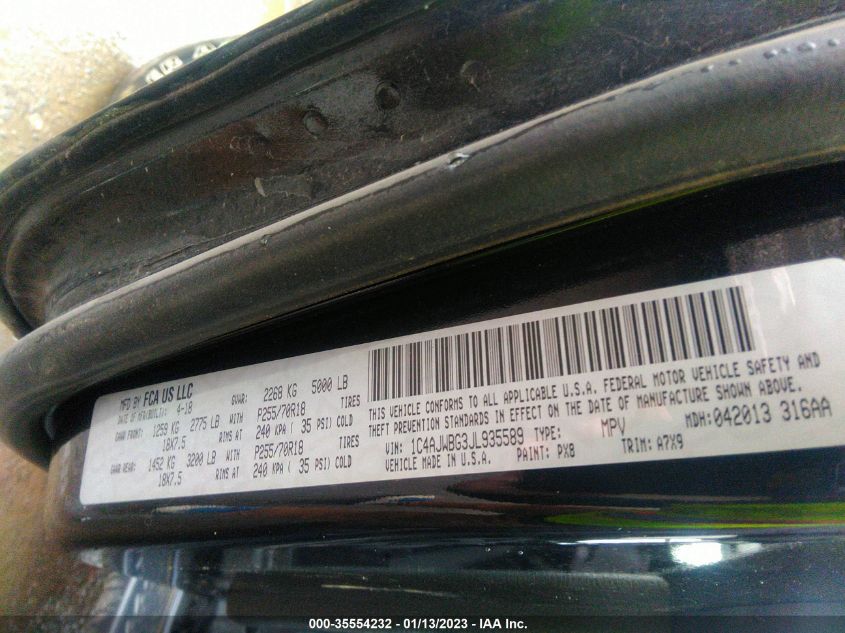 MFD BY FCA US LLC
DATE OF MFR(BUILT): 4-18 GVWR: 2268 KG 5000 LB
GAWR FRONT: 1259 KG 2775 LB WITH P255/70R18 TIRES
18X7.5 RIMS AT 240 KPA ( 35 PSI) COLD
GAWR REAR: 1452 KG 3200 LB WITH P255/70R18 TIRES
18X7.5 RIMS AT 240 KPA ( 35 PSI) COLD
THIS VEHICLE CONFORMS TO ALL APPLICABLE U.S.A. FEDERAL MOTOR VEHICLE SAFETY AND
THEFT PREVENTION STANDARDS IN EFFECT ON THE DATE OF MANUFACTURE SHOWN ABOVE.
VIN: 1C4AJWBG3JL935589 TYPE: MPV MDH: 042013 316AA
VEHICLE MADE IN U.S.A. PAINT: PX8 TRIM: A7X9
000-35554232 - 01/13/2023 - IAA Inc.